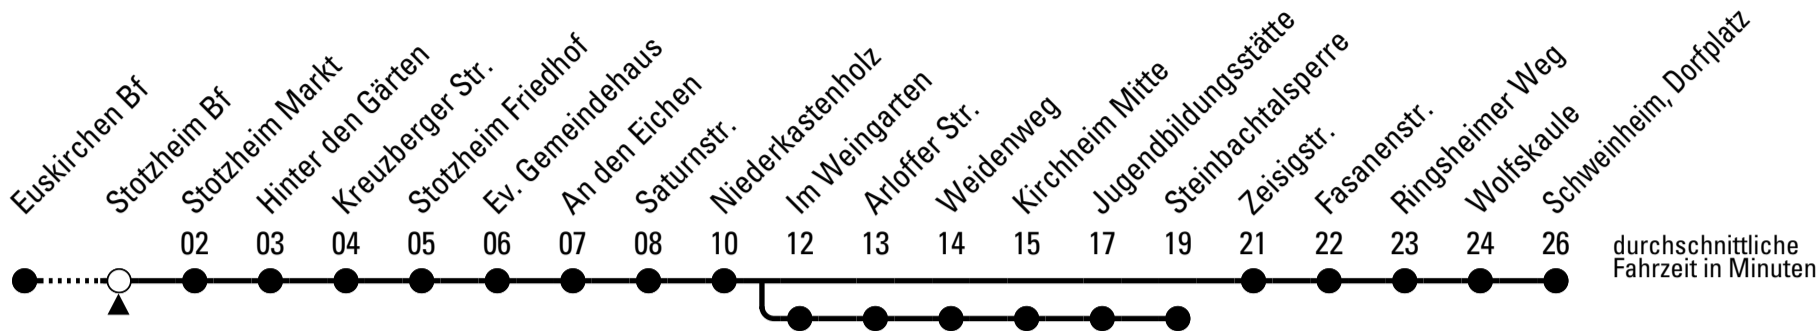 Euskirchen Bf
Stotzheim Bf
Stotzheim Markt
Hinter den Gärten
Kreuzberger Str.
Stotzheim Friedhof
Ev. Gemeindehaus
An den Eichen
Saturnstr.
Niederkastenholz
Im Weingarten
Arloffer Str.
Weidenweg
Kirchheim Mitte
Jugendbildungsstätte
Steinbachtalsperre
Zeisigstr.
Fasanenstr.
Ringsheimer Weg
Wolfskaule
Schweinheim, Dorfplatz
02 03 04 05 06 07 08 10 12 13 14 15 17 19 21 22 23 24 26
durchschnittliche
Fahrzeit in Minuten